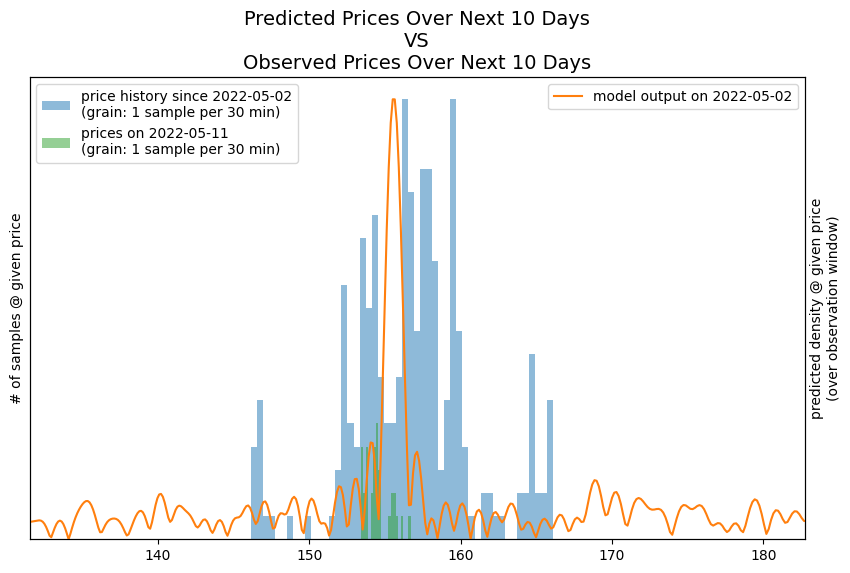 Predicted Prices Over Next 10 Days
VS
Observed Prices Over Next 10 Days
price history since 2022-05-02
(grain: 1 sample per 30 min)
prices on 2022-05-11
(grain: 1 sample per 30 min)
model output on 2022-05-02
# of samples @ given price
predicted density @ given price
(over observation window)
140
150
160
170
180